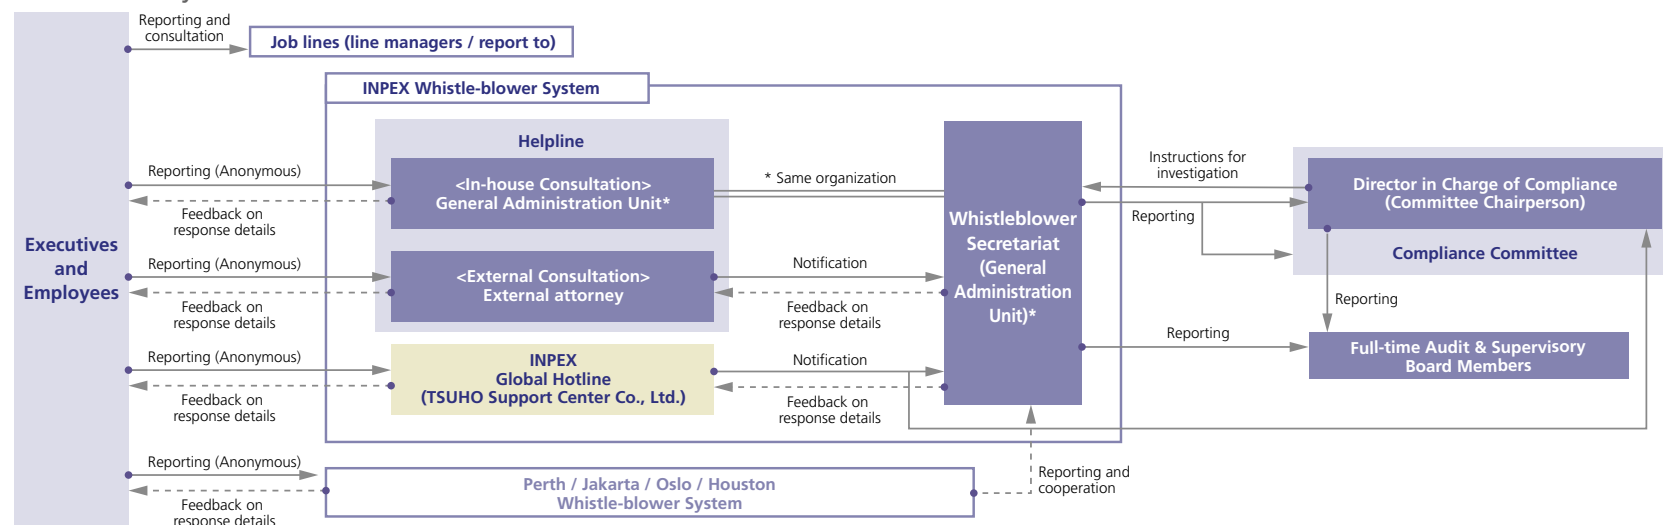 Reporting and
consultation
Job lines (line managers / report to)
INPEX Whistle-blower System
Helpline
Executives
and
Employees
Reporting (Anonymous)
Feedback on
response details
<In-house Consultation>
General Administration Unit*
* Same organization
Reporting (Anonymous)
Feedback on
response details
<External Consultation>
External attorney
Notification
Feedback on
response details
Reporting (Anonymous)
Feedback on
response details
INPEX
Global Hotline
(TSUHO Support Center Co., Ltd.)
Notification
Feedback on
response details
Whistleblower
Secretariat
(General
Administration
Unit)*
Instructions for
investigation
Reporting
Director in Charge of Compliance
(Committee Chairperson)
Compliance Committee
Reporting
Reporting
Full-time Audit & Supervisory
Board Members
Reporting (Anonymous)
Feedback on
response details
Perth / Jakarta / Oslo / Houston
Whistle-blower System
Reporting and
cooperation